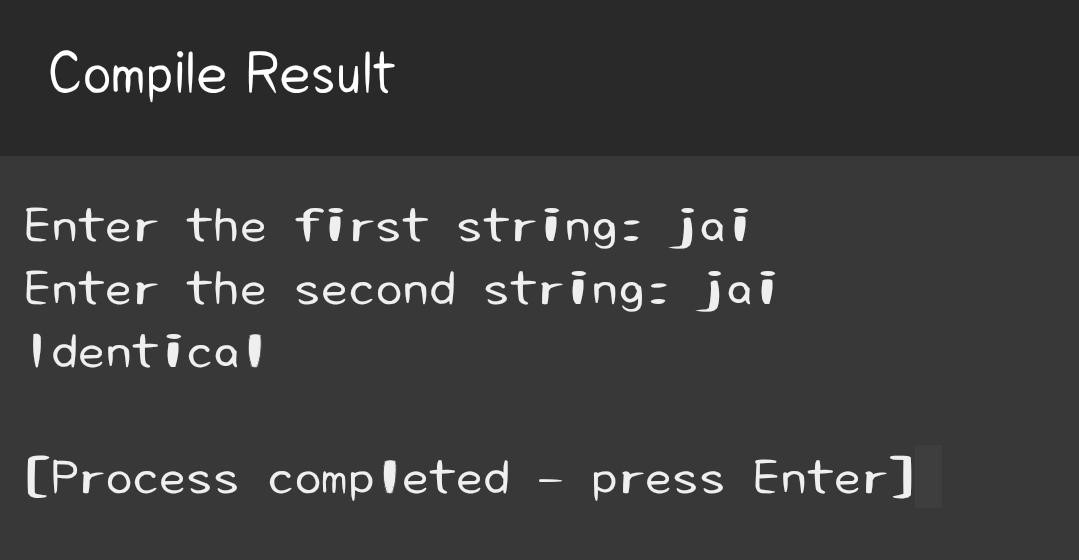 Compile Result
Enter the first string: jai
Enter the second string: jai
Identical
[Process completed - press Enter]